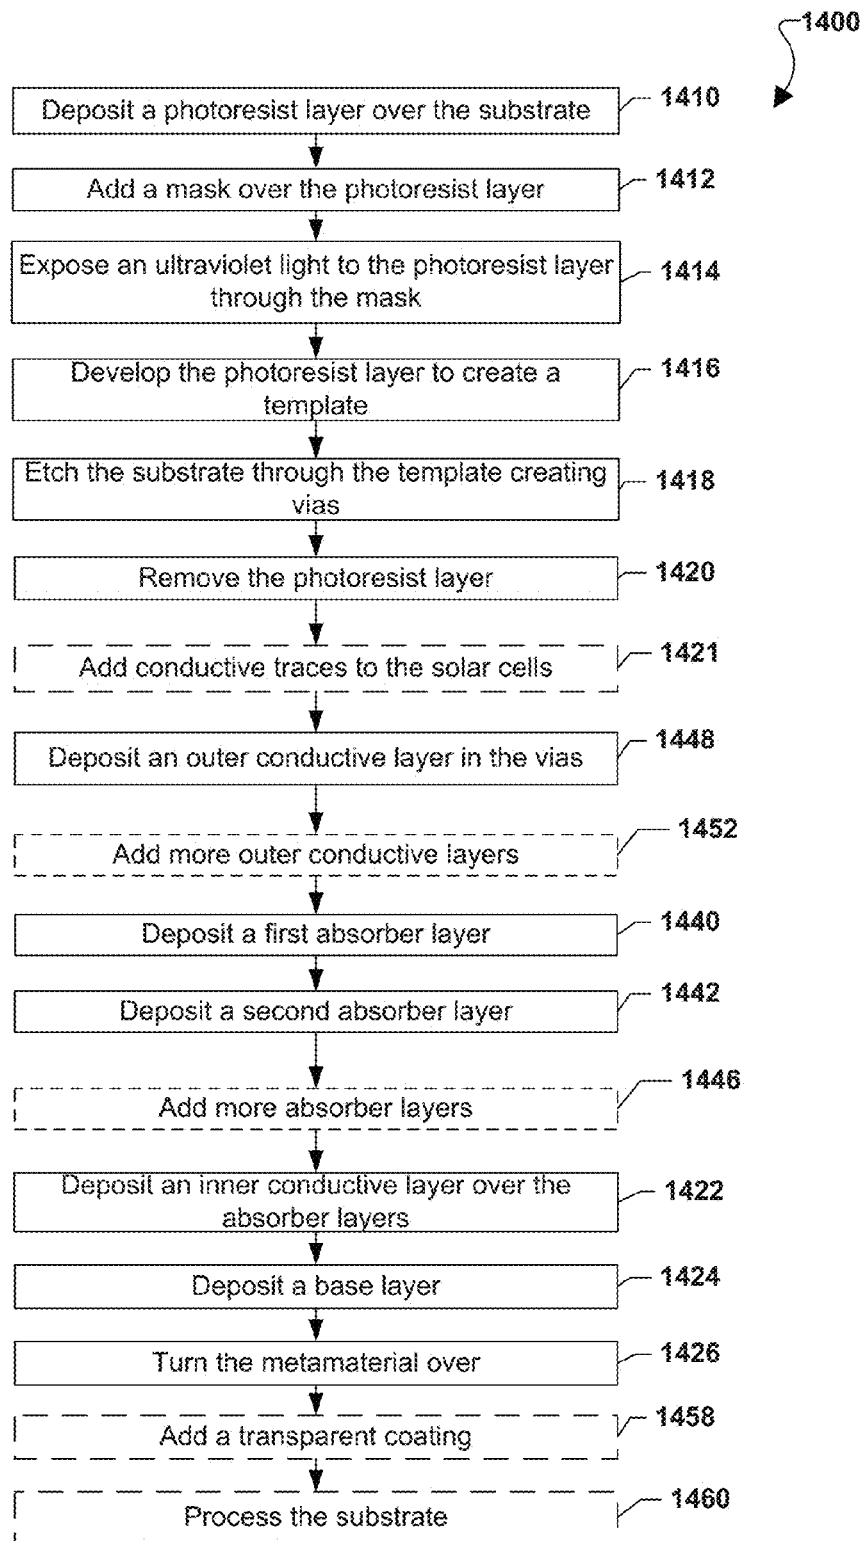 1400
Deposit a photoresist layer over the substrate
1410
Add a mask over the photoresist layer
1412
Expose an ultraviolet light to the photoresist layer
through the mask
1414
Develop the photoresist layer to create a
template
1416
Etch the substrate through the template creating
vias
1418
Remove the photoresist layer
1420
Add conductive traces to the solar cells
1421
Deposit an outer conductive layer in the vias
1448
Add more outer conductive layers
1452
Deposit a first absorber layer
1440
Deposit a second absorber layer
1442
Add more absorber layers
1446
Deposit an inner conductive layer over the
absorber layers
1422
Deposit a base layer
1424
Turn the metamaterial over
1426
Add a transparent coating
1458
Process the substrate
1460